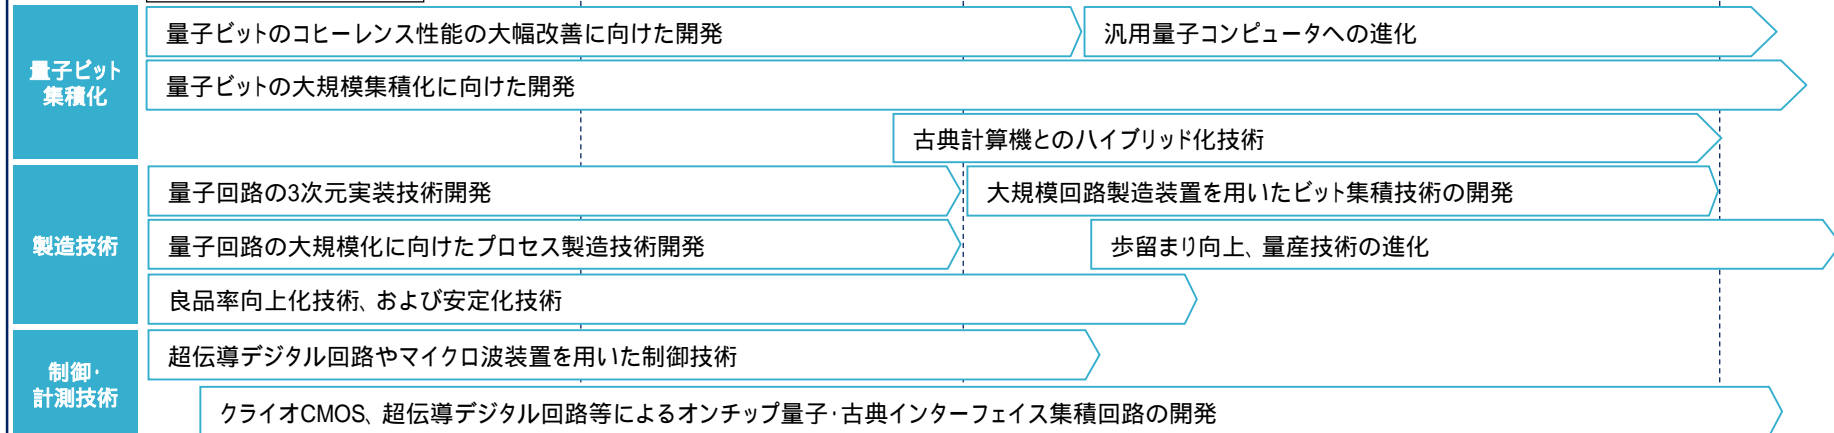 量子ビットのコヒーレンス性能の大幅改善に向けた開発
汎用量子コンピュータへの進化
量子ビット
集積化
量子ビットの大規模集積化に向けた開発
古典計算機とのハイブリッド化技術
量子回路の3次元実装技術開発
大規模回路製造装置を用いたビット集積技術の開発
製造技術
量子回路の大規模化に向けたプロセス製造技術開発
歩留まり向上、量産技術の進化
良品率向上化技術、および安定化技術
制御・
計測技術
超伝導デジタル回路やマイクロ波装置を用いた制御技術
クライオCMOS、超伝導デジタル回路等によるオンチップ量子・古典インターフェイス集積回路の開発